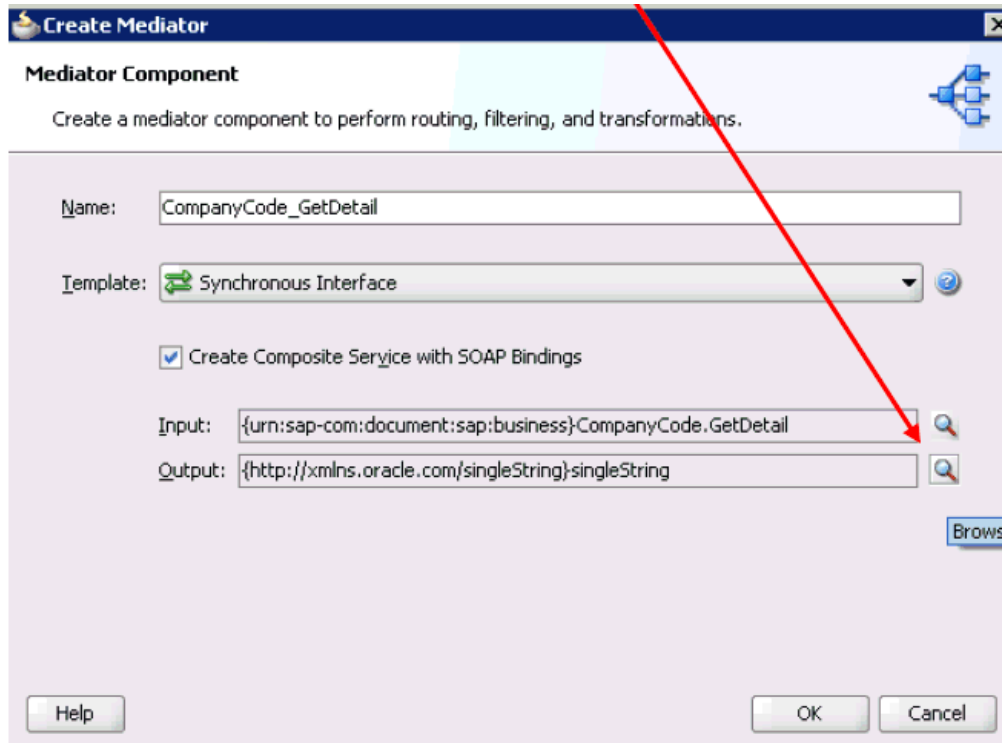 Create Mediator
Mediator Component
Create a mediator component to perform routing, filtering, and transformations.
Name: CompanyCode_GetDetail
Template: Synchronous Interface
Create Composite Service with SOAP Bindings
Input: {urn:sap-com:document:sap:business}CompanyCode.GetDetail
Output: {http://xmlns.oracle.com/singleString}singleString
Brows
Help OK Cancel